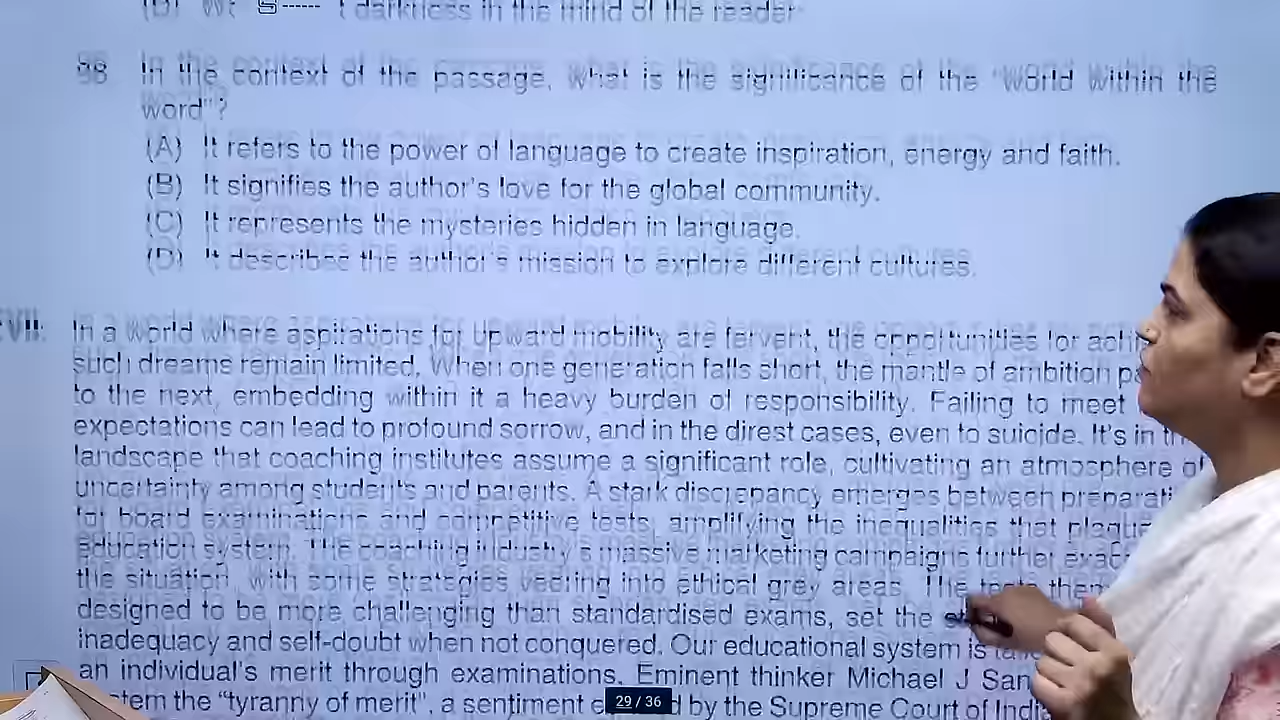 darkness in the mind of the reader
98. In the context of the passage, what is the significance of the "world within the
word"?
(A) It refers to the power of language to create inspiration, energy and faith.
(B) It signifies the author's love for the global community.
(C) It represents the mysteries hidden in language.
(D) It describes the author's mission to explore different cultures.
In a world where aspirations for upward mobility are fervent, the opportunities for
such dreams remain limited. When one generation falls short, the mantle of ambition
to the next, embedding within it a heavy burden of responsibility. Failing to meet
expectations can lead to profound sorrow, and in the direst cases, even to suicide. It's in
landscape that coaching institutes assume a significant role, cultivating an atmosphere of
uncertainty among students and parents. A stark discrepancy emerges between
for board examinations and competitive tests, amplifying the inequalities that
education system. The coaching industry's massive marketing campaigns further
the situation, with some strategies veering into ethical grey areas. The tests
designed to be more challenging than standardised exams, set the
inadequacy and self-doubt when not conquered. Our educational system is
an individual's merit through examinations. Eminent thinker Michael J
the "tyranny of merit", a sentiment by the Supreme Court of
29 / 36